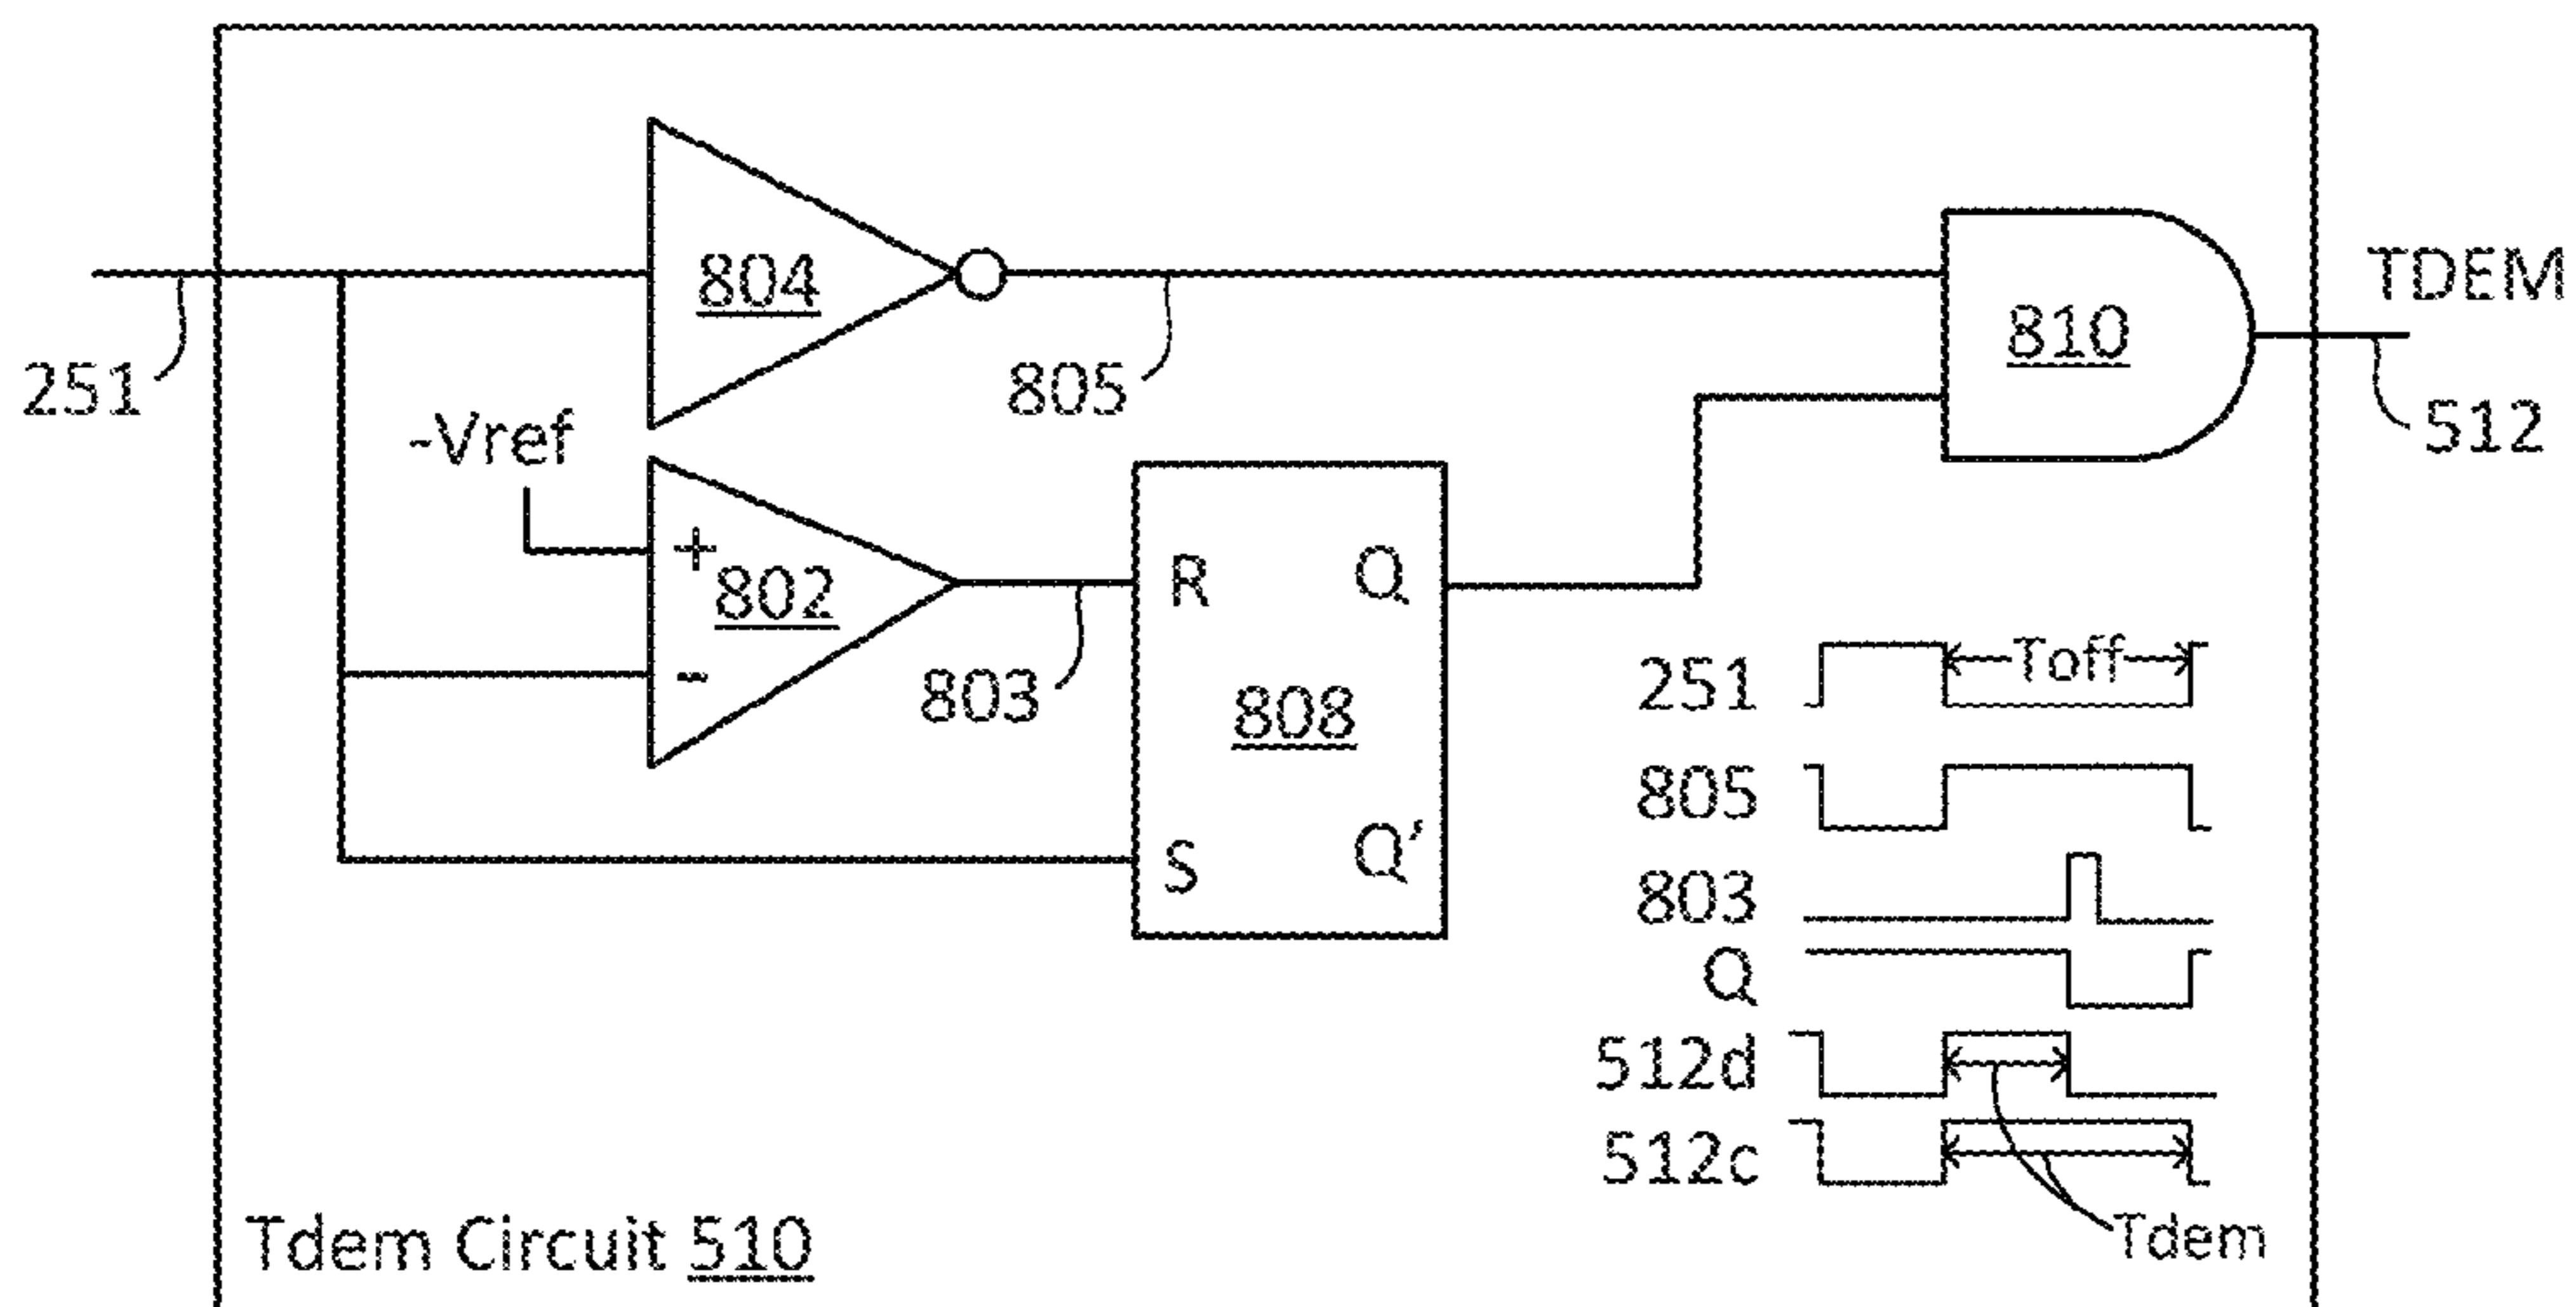 804
TDEM
251
805
810
512
-Vref
+
802
-
803
R
Q
808
S
Q'
251
Toff
805
803
Q
512d
512c
Tdem
Tdem Circuit 510